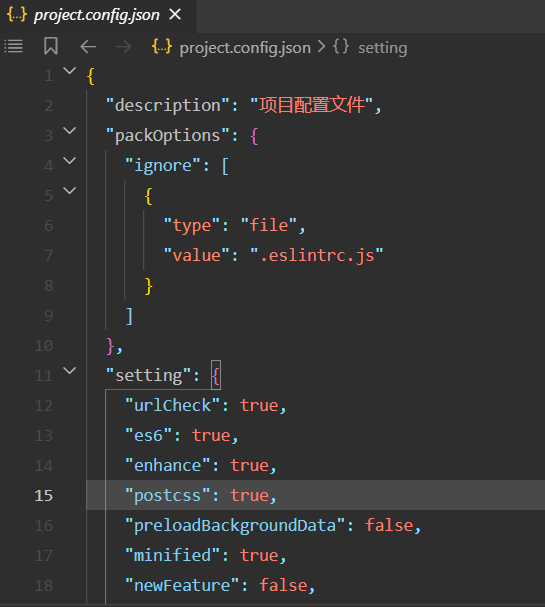 {..} project.config.json ×
{..} project.config.json > {} setting
1 {
2 "description": "项目配置文件",
3 "packOptions": {
4 "ignore": [
5 {
6 "type": "file",
7 "value": ".eslintrc.js"
8 }
9 ]
10 },
11 "setting": {
12 "urlCheck": true,
13 "es6": true,
14 "enhance": true,
15 "postcss": true,
16 "preloadBackgroundData": false,
17 "minified": true,
18 "newFeature": false,